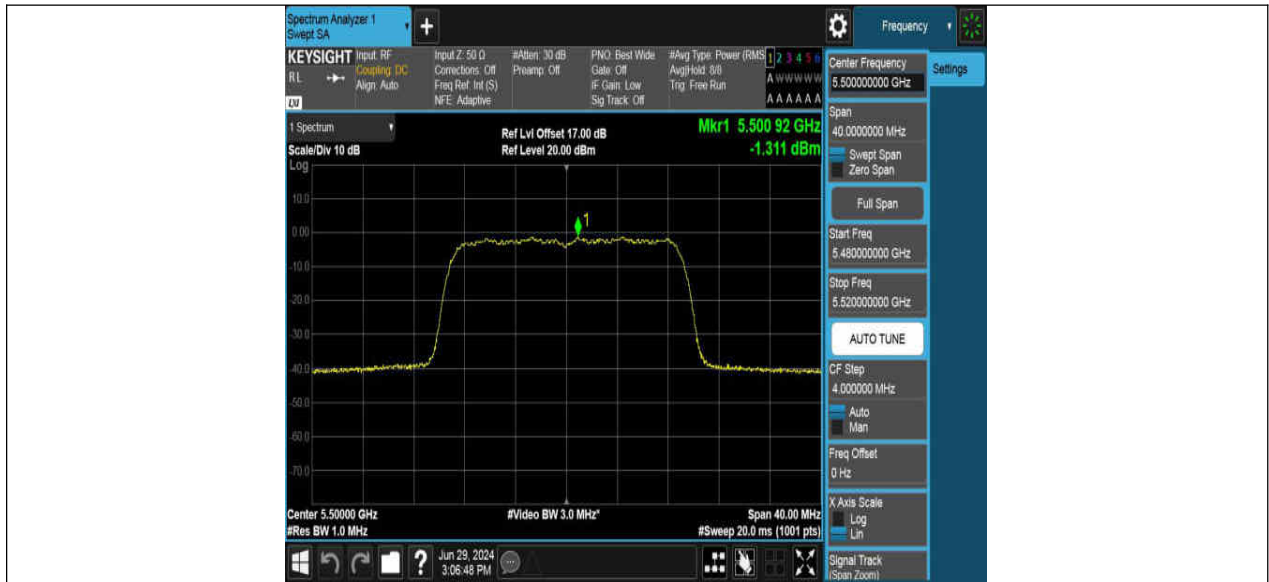 Spectrum Analyzer 1
Swept SA
+
Frequency
KEYSIGHT
RL
LXI
Input: RF
Coupling: DC
Align: Auto
Input Z: 50 Ω
Corrections: Off
Freq Ref: Int (S)
NFE: Adaptive
#Atten: 30 dB
Preamp: Off
PNO: Best Wide
Gate: Off
IF Gain: Low
Sig Track: Off
#Avg Type: Power (RMS
Avg|Hold: 8/8
Trig: Free Run
1 2 3 4 5 6
A W W W W W
A A A A A A
1 Spectrum
Scale/Div 10 dB
Log
Ref Lvl Offset 17.00 dB
Ref Level 20.00 dBm
Mkr1 5.500 92 GHz
-1.311 dBm
1
10.0
0.00
-10.0
-20.0
-30.0
-40.0
-50.0
-60.0
-70.0
Center 5.50000 GHz
#Res BW 1.0 MHz
#Video BW 3.0 MHz*
Span 40.00 MHz
#Sweep 20.0 ms (1001 pts)
?
Jun 29, 2024
3:06:48 PM
Center Frequency
5.500000000 GHz
Settings
Span
40.0000000 MHz
Swept Span
Zero Span
Full Span
Start Freq
5.480000000 GHz
Stop Freq
5.520000000 GHz
AUTO TUNE
CF Step
4.000000 MHz
Auto
Man
Freq Offset
0 Hz
X Axis Scale
Log
Lin
Signal Track
(Span Zoom)